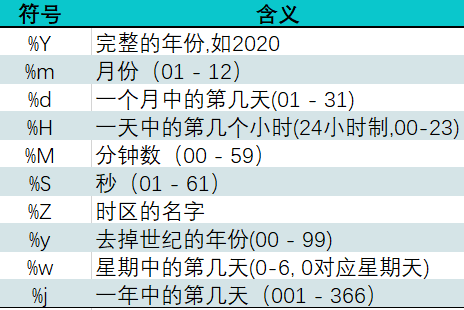 符号 含义
%Y 完整的年份,如2020
%m 月份（01 - 12）
%d 一个月中的第几天(01 - 31)
%H 一天中的第几个小时(24小时制,00-23)
%M 分钟数（00 - 59）
%S 秒（01 - 61）
%Z 时区的名字
%y 去掉世纪的年份(00 - 99)
%w 星期中的第几天(0-6, 0对应星期天)
%j 一年中的第几天（001 - 366）